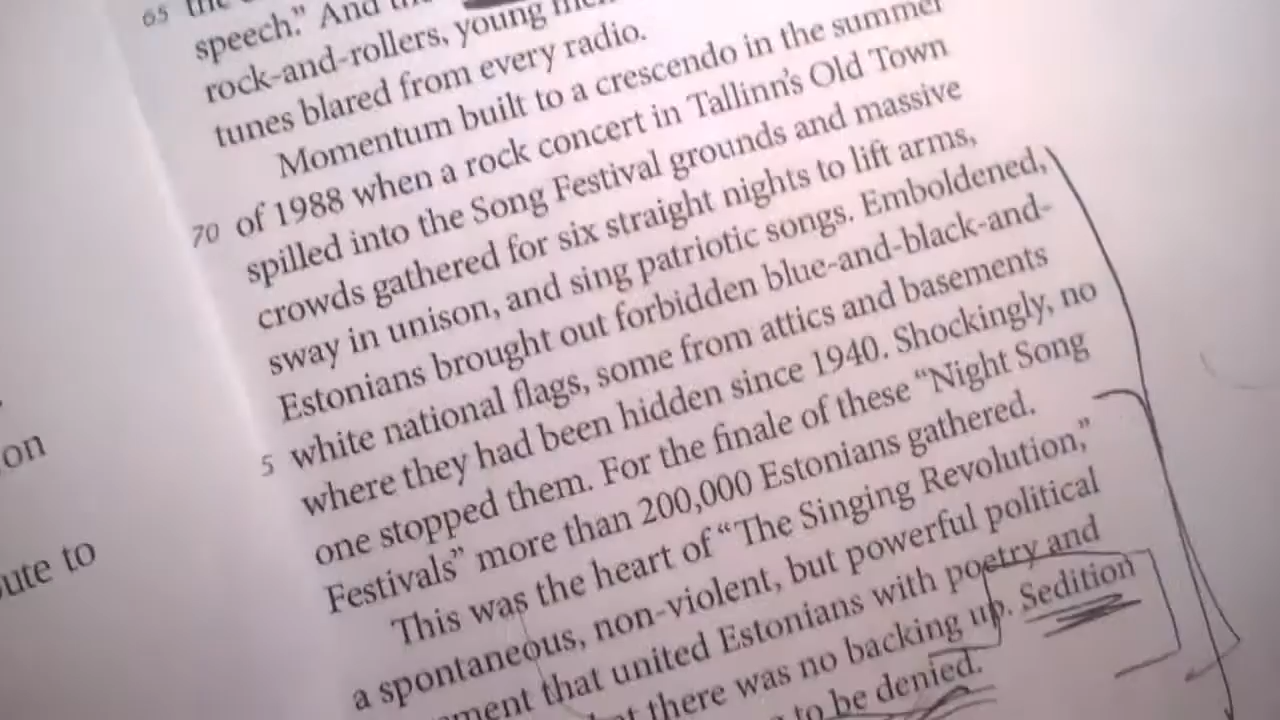 65 the
speech." And
rock-and-rollers, young
tunes blared from every radio.
Momentum built to a crescendo in the summer
70 of 1988 when a rock concert in Tallinn's Old Town
spilled into the Song Festival grounds and massive
crowds gathered for six straight nights to lift arms,
sway in unison, and sing patriotic songs. Emboldened,
Estonians brought out forbidden blue-and-black-and-
5 white national flags, some from attics and basements
where they had been hidden since 1940. Shockingly, no
one stopped them. For the finale of these "Night Song
Festivals" more than 200,000 Estonians gathered.
This was the heart of "The Singing Revolution,"
a spontaneous, non-violent, but powerful political
that united Estonians with poetry and
there was no backing up. Sedition
to be denied.
on
to